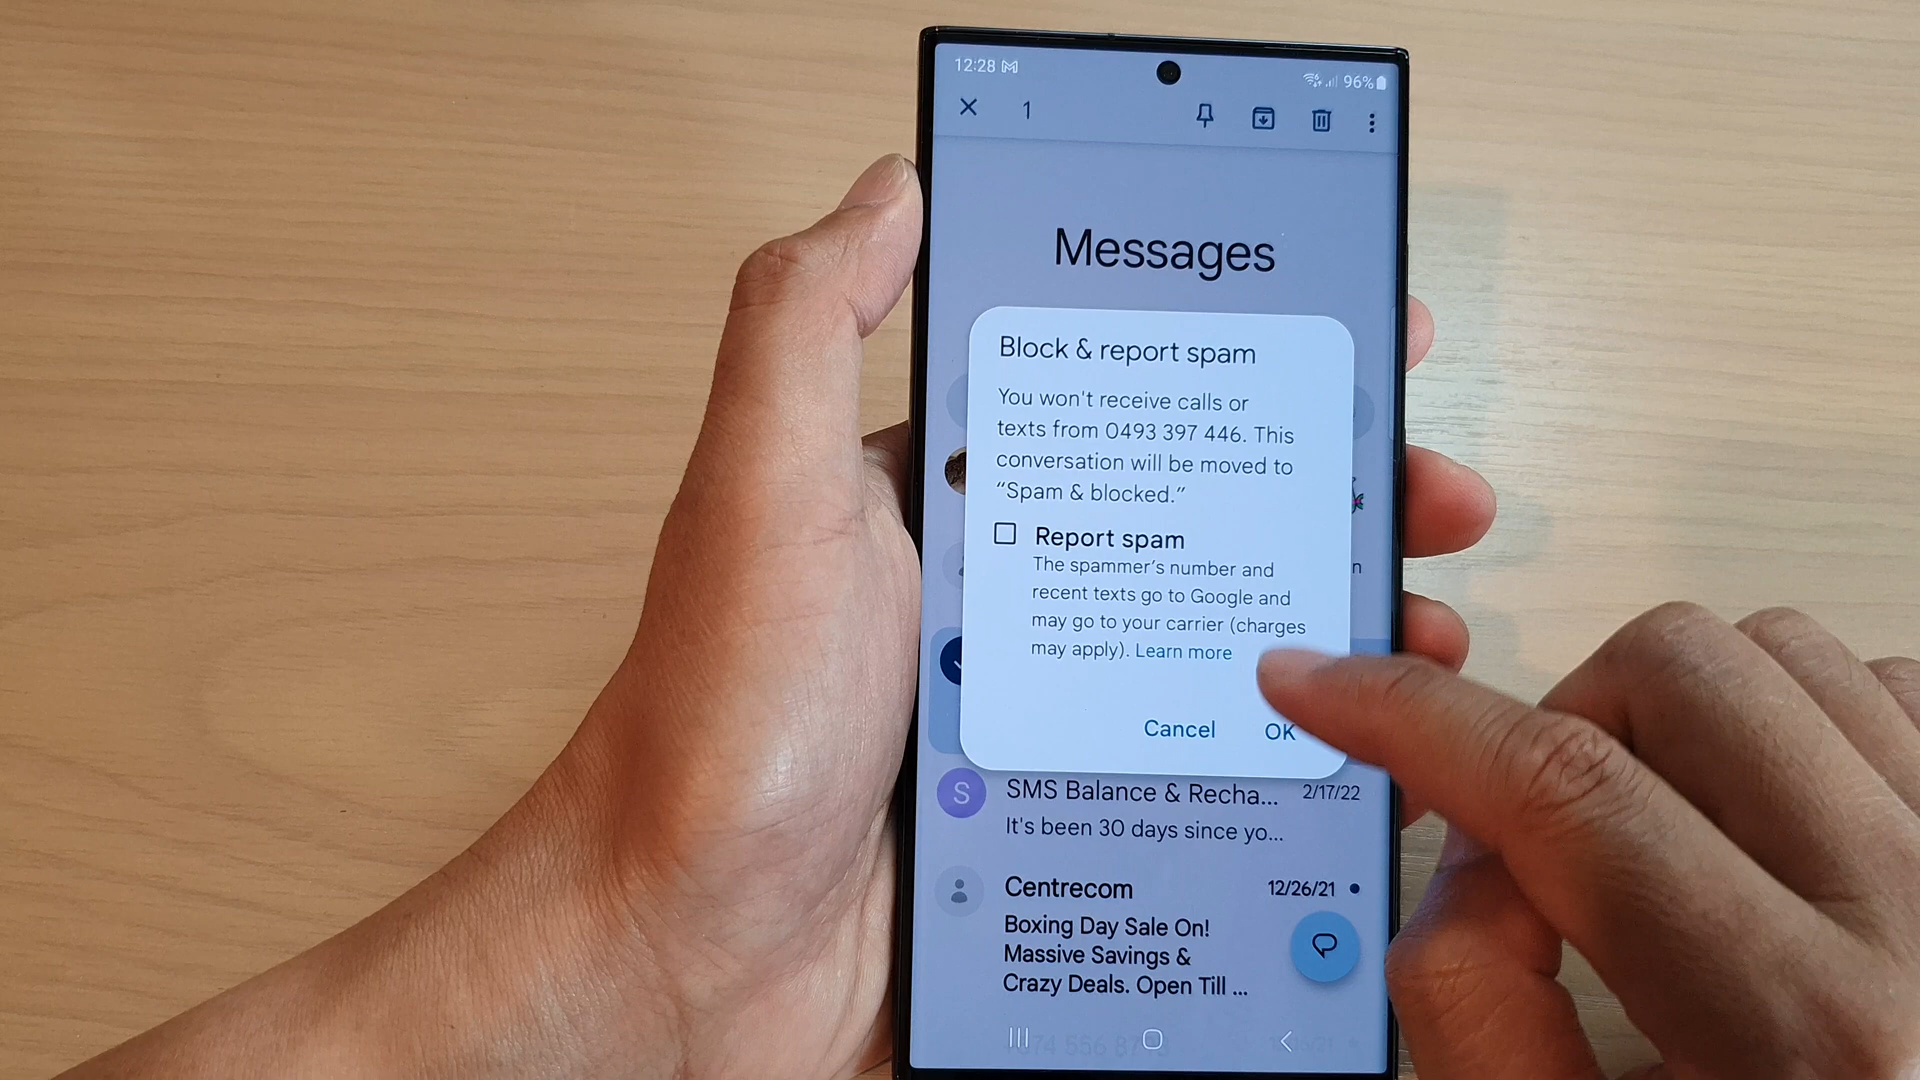 12:28
96%
1
Messages
Block & report spam
You won't receive calls or
texts from 0493 397 446. This
conversation will be moved to
“Spam & blocked.”
Report spam
The spammer's number and
recent texts go to Google and
may go to your carrier (charges
may apply). Learn more
Cancel OK
S
SMS Balance & Recha... 2/17/22
It's been 30 days since yo...
Centrecom 12/26/21
Boxing Day Sale On!
Massive Savings &
Crazy Deals. Open Till ...